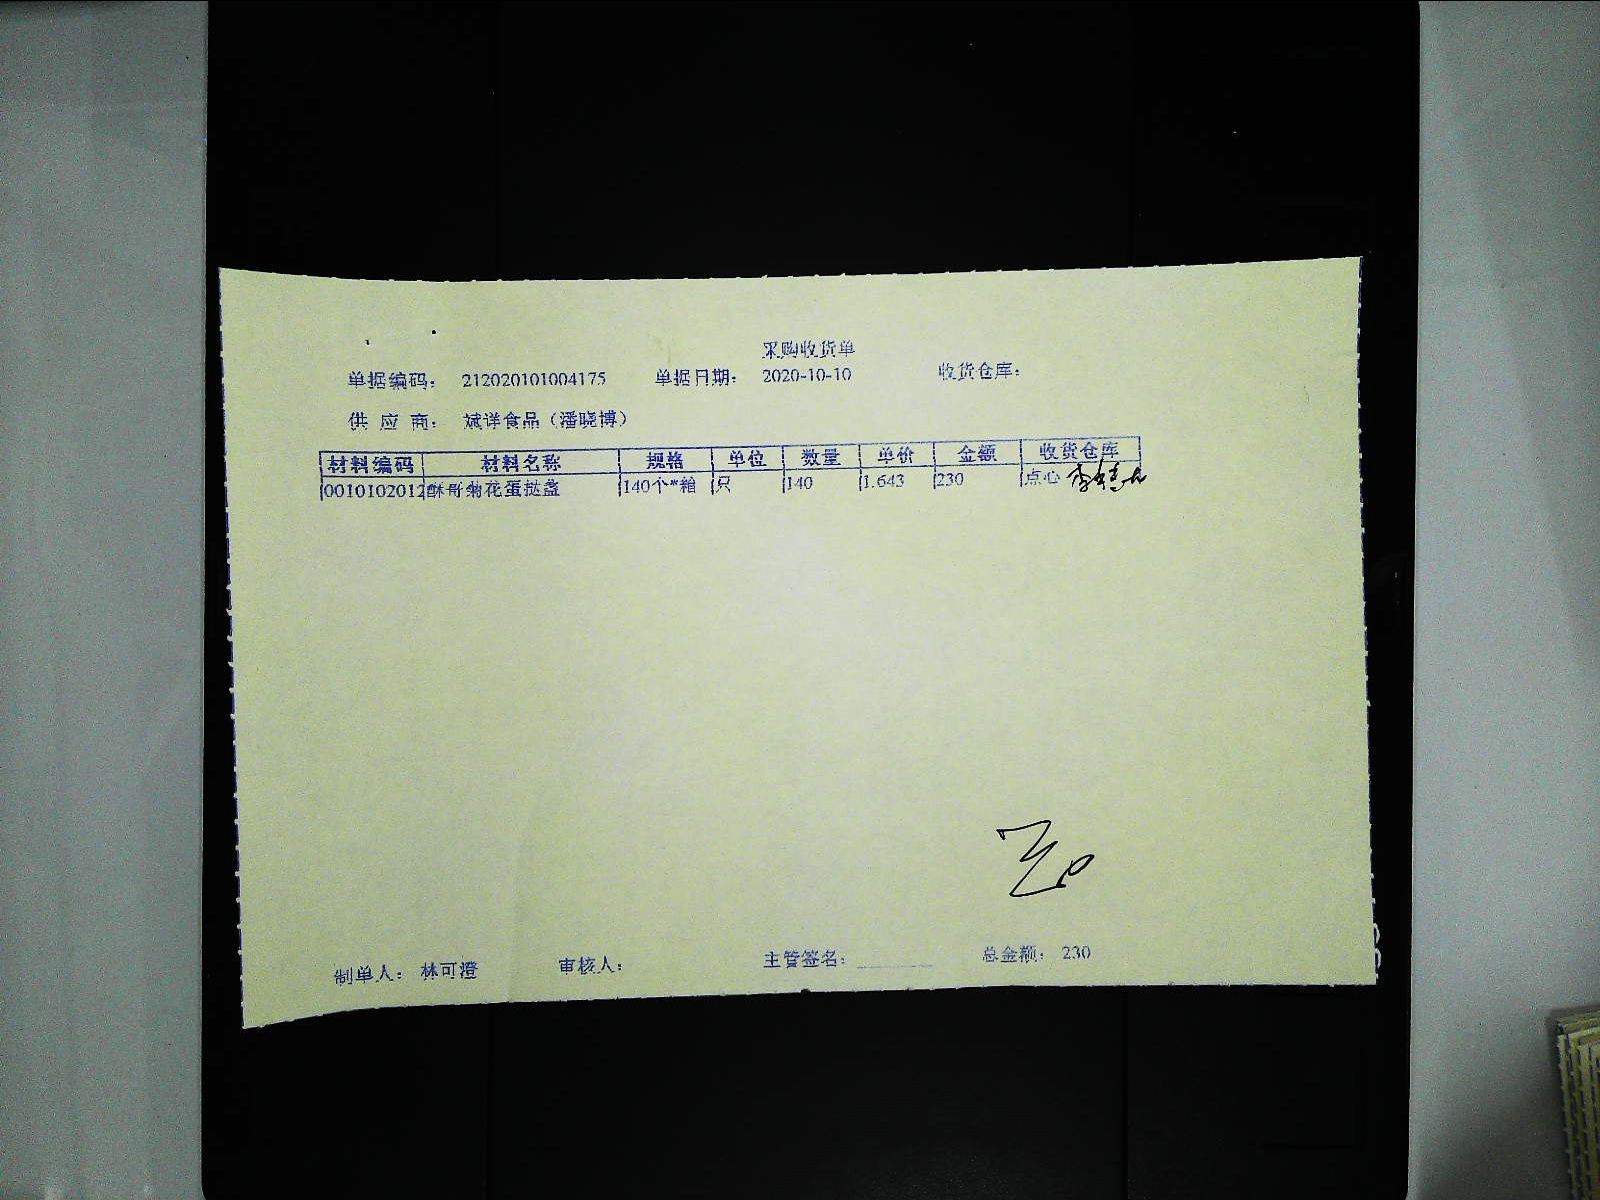 采购收货单
单据编码: 212020101004175 单据日期: 2020-10-10 收货仓库:
供 应 商: 斌详食品（潘晓博）
材料编码 材料名称 规格 单位 数量 单价 金额 收货仓库
0010102012 酥哥菊花蛋挞盏 140个*箱 只 140 1.643 230 点心
制单人: 林可澄 审核人: 主管签名: 总金额: 230